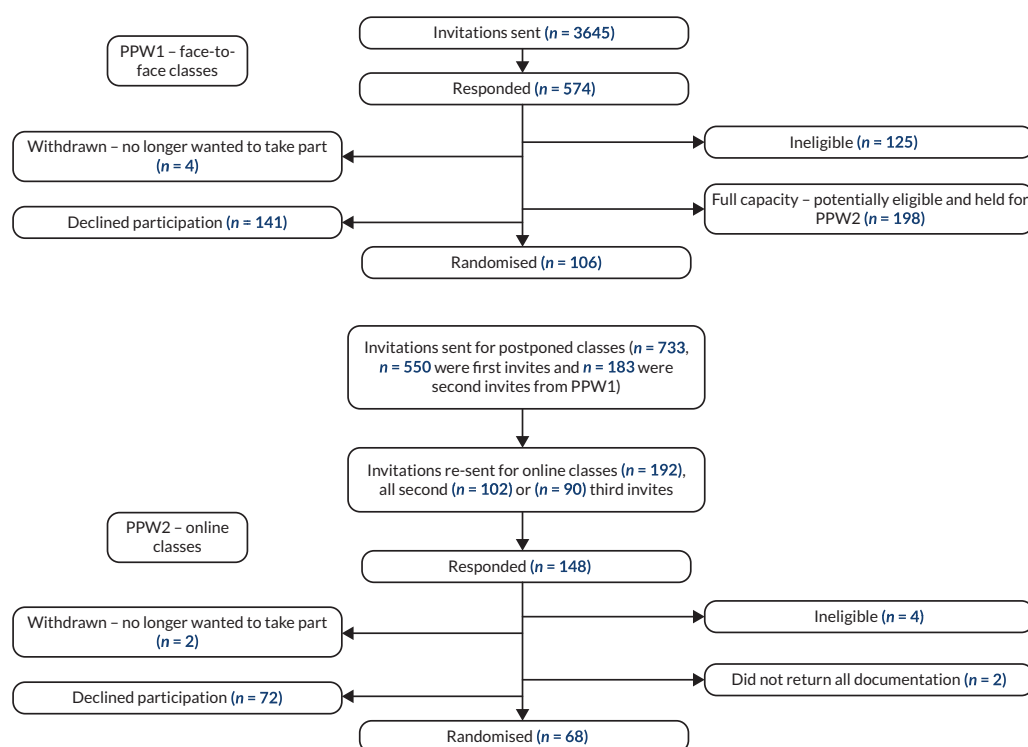 PPW1 – face-to-
face classes
Invitations sent (n = 3645)
Responded (n = 574)
Withdrawn – no longer wanted to take part
(n = 4)
Ineligible (n = 125)
Declined participation (n = 141)
Full capacity – potentially eligible and held for
PPW2 (n = 198)
Randomised (n = 106)
Invitations sent for postponed classes (n = 733,
n = 550 were first invites and n = 183 were
second invites from PPW1)
Invitations re-sent for online classes (n = 192),
all second (n = 102) or (n = 90) third invites
PPW2 – online
classes
Responded (n = 148)
Withdrawn – no longer wanted to take part
(n = 2)
Ineligible (n = 4)
Declined participation (n = 72)
Did not return all documentation (n = 2)
Randomised (n = 68)